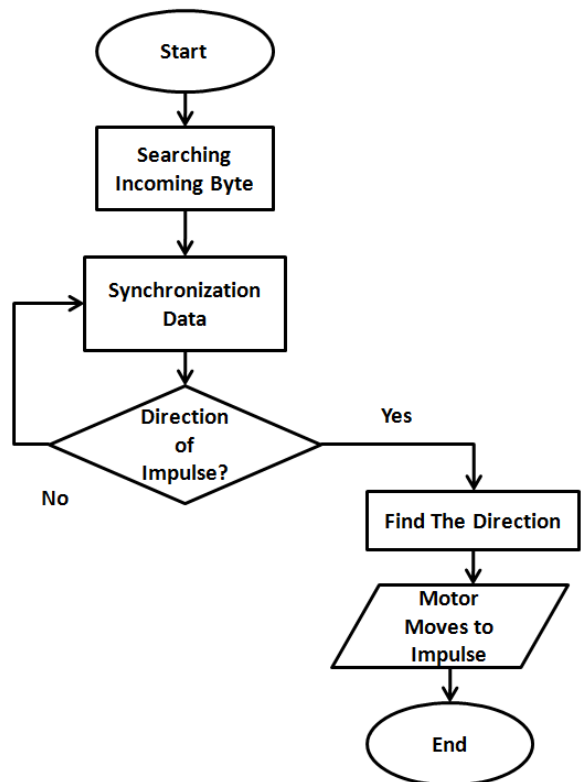 Start
Searching
Incoming Byte
Synchronization
Data
Direction
of
Impulse?
Yes
No
Find The Direction
Motor
Moves to
Impulse
End